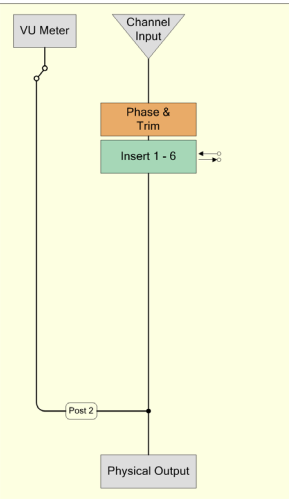 VU Meter
Channel
Input
Phase &
Trim
Insert 1 - 6
Post 2
Physical Output